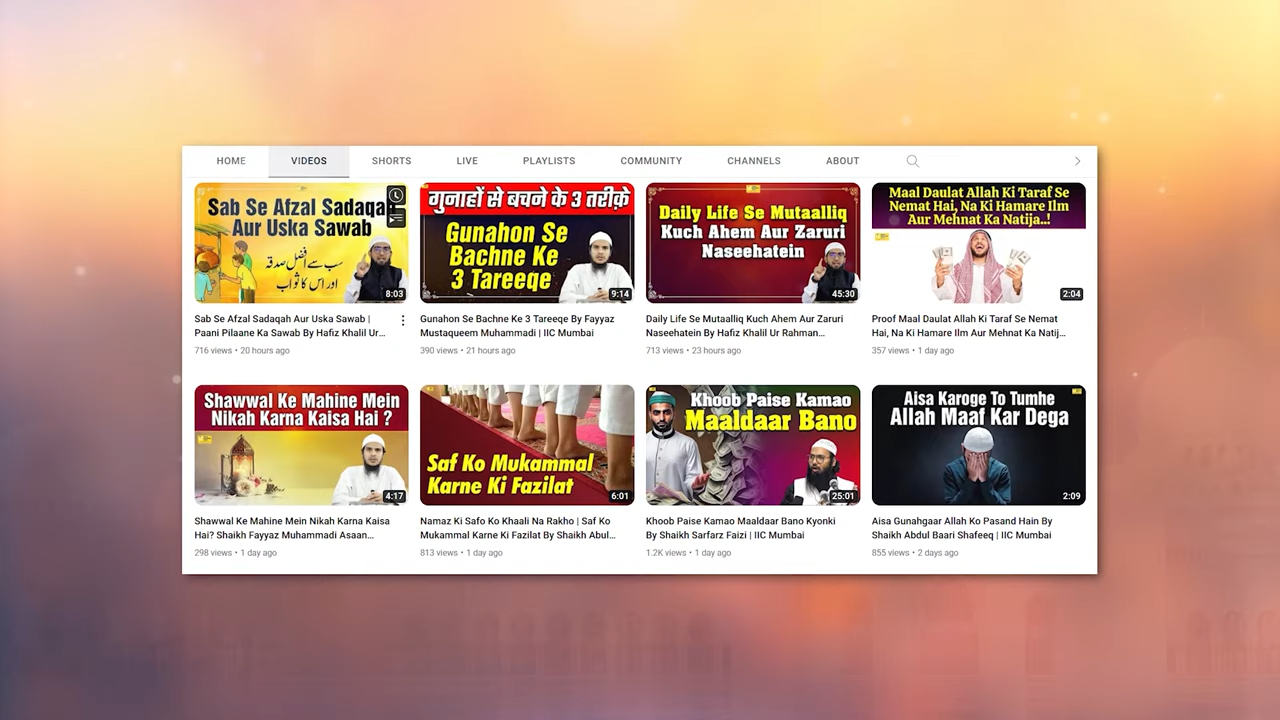 HOME VIDEOS SHORTS LIVE PLAYLISTS COMMUNITY CHANNELS ABOUT
Sab Se Afzal Sadaqah
Aur Uska Sawab
سب سے افضل صدقہ
اور اس کا ثواب
8:03
Sab Se Afzal Sadaqah Aur Uska Sawab |
Paani Pilaane Ka Sawab By Hafiz Khalil Ur...
716 views • 20 hours ago
गुनाहों से बचने के 3 तरीक़े
Gunahon Se
Bachne Ke
3 Tareeqe
9:14
Gunahon Se Bachne Ke 3 Tareeqe By Fayyaz
Mustaqueem Muhammadi | IIC Mumbai
390 views • 21 hours ago
Daily Life Se Mutaalliq
Kuch Ahem Aur Zaruri
Naseehatein
45:30
Daily Life Se Mutaalliq Kuch Ahem Aur Zaruri
Naseehatein By Hafiz Khalil Ur Rahman...
713 views • 23 hours ago
Maal Daulat Allah Ki Taraf Se
Nemat Hai, Na Ki Hamare Ilm
Aur Mehnat Ka Natija..!
2:04
Proof Maal Daulat Allah Ki Taraf Se Nemat
Hai, Na Ki Hamare Ilm Aur Mehnat Ka Natij...
357 views • 1 day ago
Shawwal Ke Mahine Mein
Nikah Karna Kaisa Hai ?
4:17
Shawwal Ke Mahine Mein Nikah Karna Kaisa
Hai? Shaikh Fayyaz Muhammadi Asaan...
298 views • 1 day ago
Saf Ko Mukammal
Karne Ki Fazilat
6:01
Namaz Ki Safo Ko Khaali Na Rakho | Saf Ko
Mukammal Karne Ki Fazilat By Shaikh Abul...
813 views • 1 day ago
Khoob Paise Kamao
Maaldaar Bano
25:01
Khoob Paise Kamao Maaldaar Bano Kyonki
By Shaikh Sarfarz Faizi | IIC Mumbai
1.2K views • 1 day ago
Aisa Karoge To Tumhe
Allah Maaf Kar Dega
2:09
Aisa Gunahgaar Allah Ko Pasand Hain By
Shaikh Abdul Baari Shafeeq | IIC Mumbai
855 views • 2 days ago